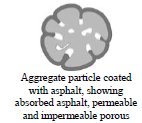 Aggregate particle coated
with asphalt, showing
absorbed asphalt, permeable
and impermeable porous